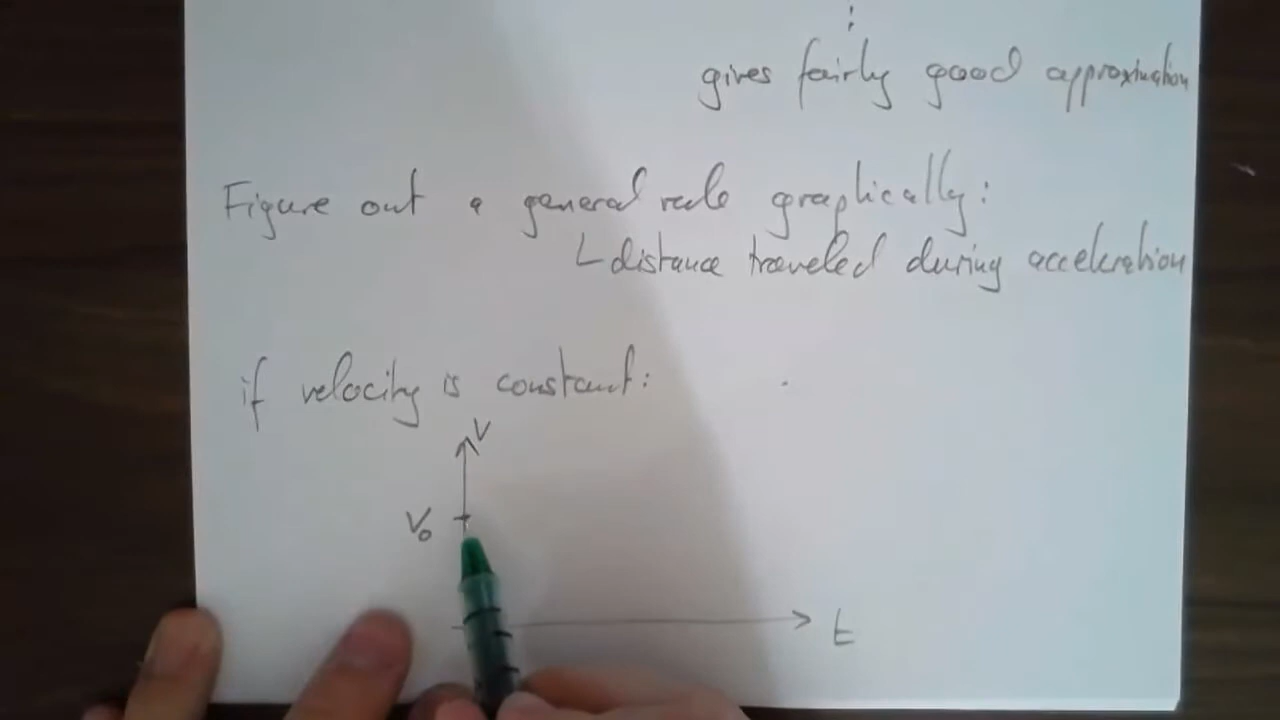 :
gives fairly good approximation
Figure out a general rule graphically:
distance traveled during acceleration
if velocity is constant:
V
V₀
t